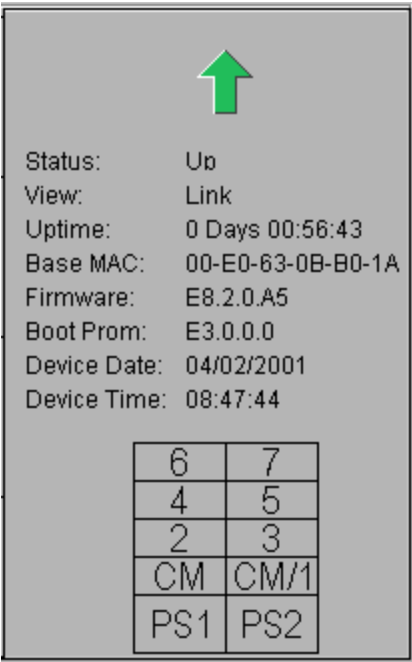 Status: Up
View: Link
Uptime: 0 Days 00:56:43
Base MAC: 00-E0-63-0B-B0-1A
Firmware: E8.2.0.A5
Boot Prom: E3.0.0.0
Device Date: 04/02/2001
Device Time: 08:47:44
6 7
4 5
2 3
CM CM/1
PS1 PS2